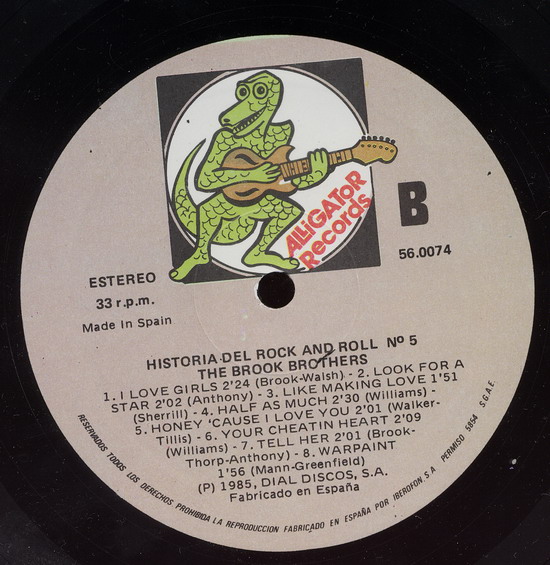 ALLiGAToR
Records
B
56.0074
ESTEREO
33 r.p.m.
Made In Spain
HISTORIA DEL ROCK AND ROLL Nº 5
THE BROOK BROTHERS
1. I LOVE GIRLS 2'24 (Brook-Walsh) - 2. LOOK FOR A
STAR 2'02 (Anthony) - 3. LIKE MAKING LOVE 1'51
(Sherrill) - 4. HALF AS MUCH 2'30 (Williams) -
5. HONEY 'CAUSE I LOVE YOU 2'01 (Walker-
Tillis) - 6. YOUR CHEATIN HEART 2'09
(Williams) - 7. TELL HER 2'01 (Brook-
Thorp-Anthony) - 8. WARPAINT
1'56 (Mann-Greenfield)
(P) 1985, DIAL DISCOS, S.A.
Fabricado en España
RESERVADOS TODOS LOS DERECHOS PROHIBIDA LA REPRODUCCION FABRICADO EN ESPAÑA POR IBEROFON S.A PERMISO 5854 S.G.A.E.